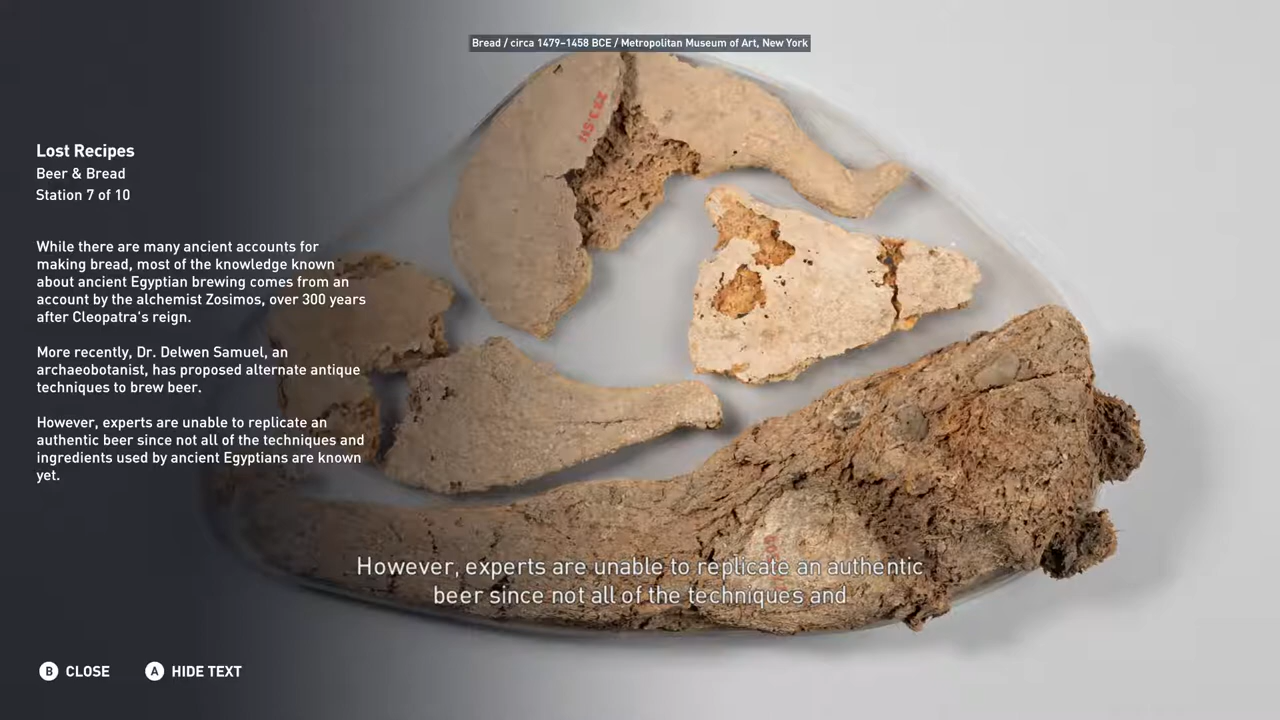 Bread / circa 1479–1458 BCE / Metropolitan Museum of Art, New York
Lost Recipes
Beer & Bread
Station 7 of 10
While there are many ancient accounts for
making bread, most of the knowledge known
about ancient Egyptian brewing comes from an
account by the alchemist Zosimos, over 300 years
after Cleopatra's reign.
More recently, Dr. Delwen Samuel, an
archaeobotanist, has proposed alternate antique
techniques to brew beer.
However, experts are unable to replicate an
authentic beer since not all of the techniques and
ingredients used by ancient Egyptians are known
yet.
However, experts are unable to replicate an authentic
beer since not all of the techniques and
B CLOSE A HIDE TEXT